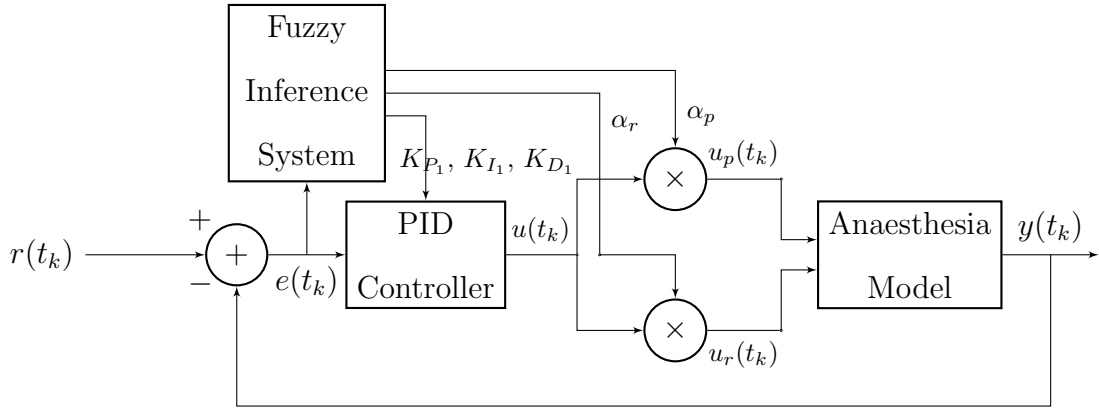 Fuzzy
Inference
System
α_r
α_p
K_{P_1}, K_{I_1}, K_{D_1}
u_p(t_k)
×
+
r(t_k)
+
−
e(t_k)
PID
Controller
u(t_k)
Anaesthesia
Model
y(t_k)
×
u_r(t_k)